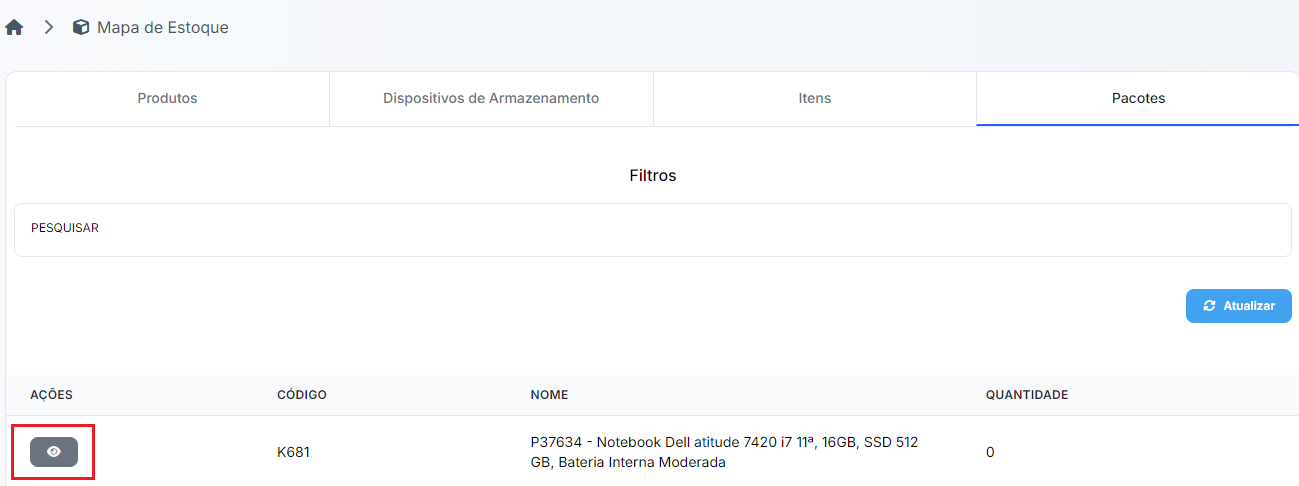 Mapa de Estoque
Produtos
Dispositivos de Armazenamento
Itens
Pacotes
Filtros
PESQUISAR
Atualizar
AÇÕES
CÓDIGO
NOME
QUANTIDADE
K681
P37634 - Notebook Dell atitude 7420 i7 11ª, 16GB, SSD 512
GB, Bateria Interna Moderada
0